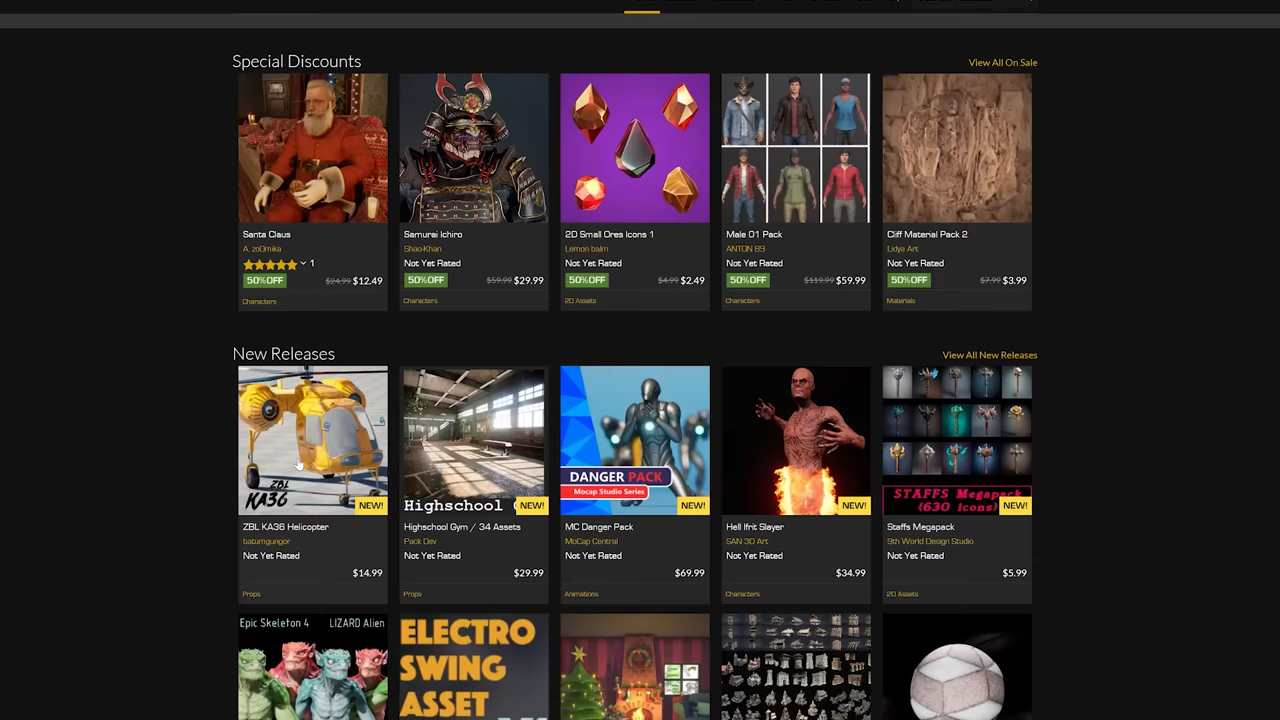 Special Discounts
View All On Sale
Santa Claus
A. zo0mika
1
50%OFF
$24.99 $12.49
Characters
Samurai Ichiro
Shao-Khan
Not Yet Rated
50%OFF
$59.99 $29.99
Characters
2D Small Ores Icons 1
Lemon balm
Not Yet Rated
50%OFF
$4.99 $2.49
2D Assets
Male 01 Pack
ANTON 89
Not Yet Rated
50%OFF
$119.99 $59.99
Characters
Cliff Material Pack 2
Lidya Art
Not Yet Rated
50%OFF
$7.99 $3.99
Materials
New Releases
View All New Releases
ZBL
KA36
NEW!
ZBL KA36 Helicopter
batumgungor
Not Yet Rated
$14.99
Props
Highschool
NEW!
Highschool Gym / 34 Assets
Pack Dev
Not Yet Rated
$29.99
Props
DANGER PACK
Mocap Studio Series
NEW!
MC Danger Pack
MoCap Central
Not Yet Rated
$69.99
Animations
NEW!
Hell Ifrit Slayer
SAN 3D Art
Not Yet Rated
$34.99
Characters
STAFFS Megapack
(630 icons)
NEW!
Staffs Megapack
9th World Design Studio
Not Yet Rated
$5.99
2D Assets
Epic Skeleton 4 LIZARD Alien
ELECTRO
SWING
ASSET